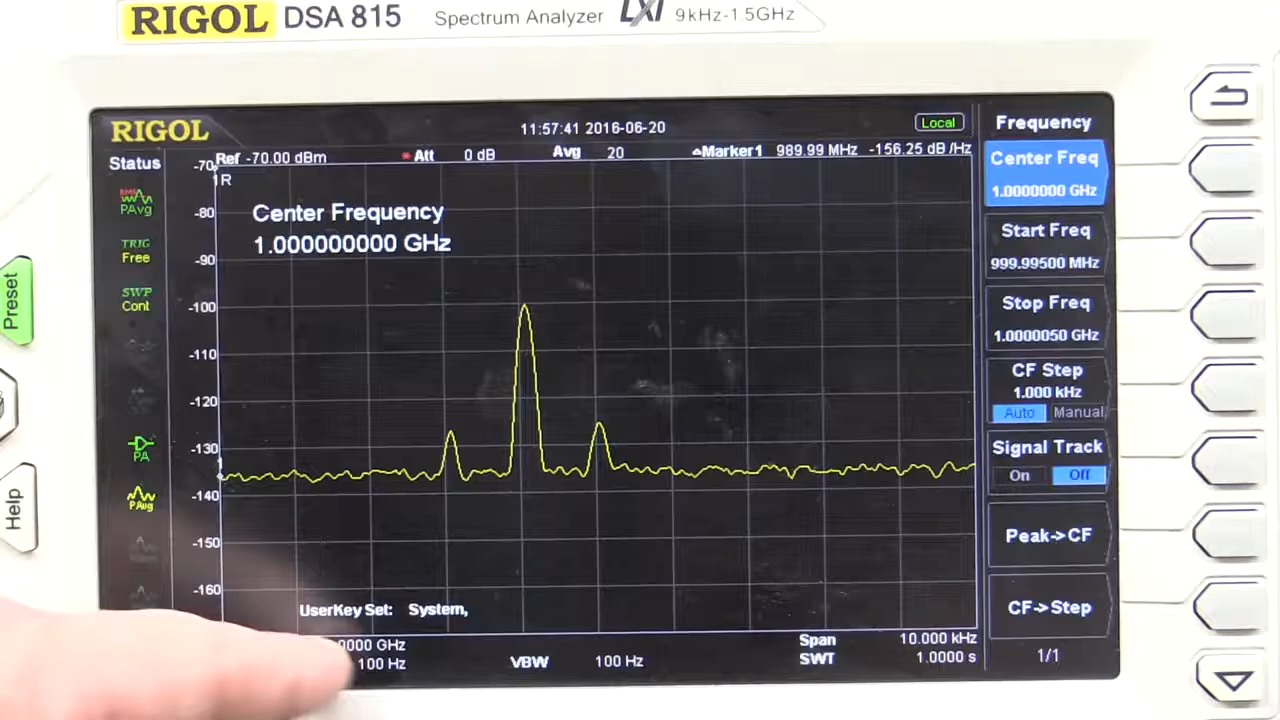 RIGOL DSA 815 Spectrum Analyzer LXI 9kHz-1.5GHz
RIGOL 11:57:41 2016-06-20 Local
Status Ref -70.00 dBm Att 0 dB Avg 20 Marker1 989.99 MHz -156.25 dB/Hz
-70
1R
-80
-90
-100
-110
-120
-130
-140
-150
-160
Center Frequency
1.000000000 GHz
RMS
PAvg
TRIG
Free
SWP
Cont
PA
PAvg
1
UserKey Set: System,
0000 GHz Span 10.000 kHz
100 Hz VBW 100 Hz SWT 1.0000 s
Frequency
Center Freq
1.0000000 GHz
Start Freq
999.99500 MHz
Stop Freq
1.0000050 GHz
CF Step
1.000 kHz
Auto Manual
Signal Track
On Off
Peak->CF
CF->Step
1/1
Preset
Help